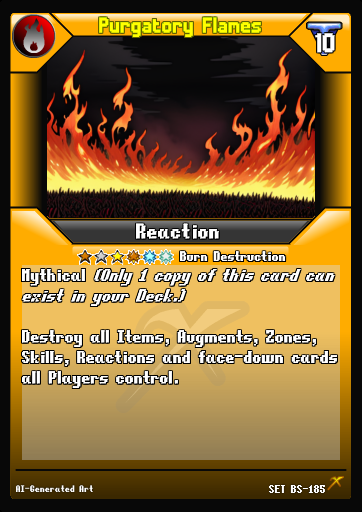 Purgatory Flames
10
Reaction
Burn Destruction
Mythical (Only 1 copy of this card can
exist in your Deck.)
Destroy all Items, Augments, Zones,
Skills, Reactions and face-down cards
all Players control.
AI-Generated Art
SET BS-185